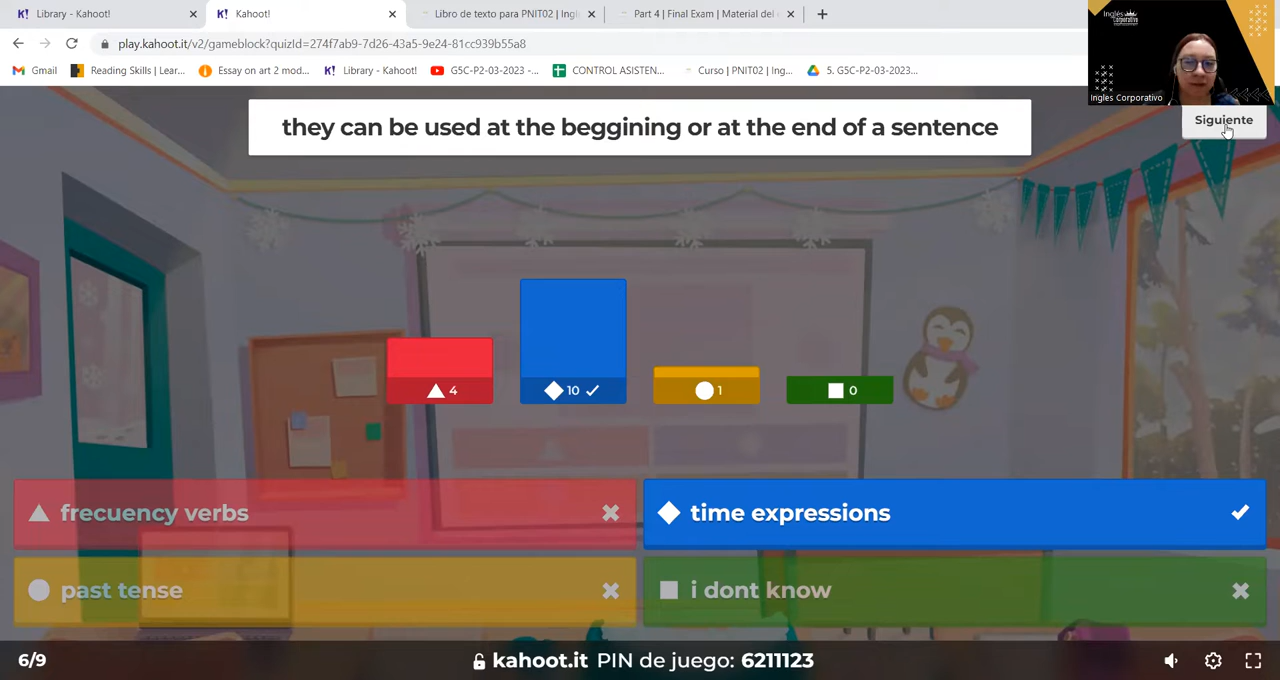 Library - Kahoot!
Kahoot!
Libro de texto para PNIT02 | Ingl
Part 4 | Final Exam | Material del
play.kahoot.it/v2/gameblock?quizId=274f7ab9-7d26-43a5-9e24-81cc939b55a8
Gmail
Reading Skills | Lear...
Essay on art 2 mod...
Library - Kahoot!
G5C-P2-03-2023 -...
CONTROL ASISTEN...
Curso | PNIT02 | Ing...
5. G5C-P2-03-2023...
Inglés
Corporativo
Ingles Corporativo
Siguiente
they can be used at the beggining or at the end of a sentence
4
10
1
0
frecuency verbs
time expressions
past tense
i dont know
6/9
kahoot.it PIN de juego: 6211123